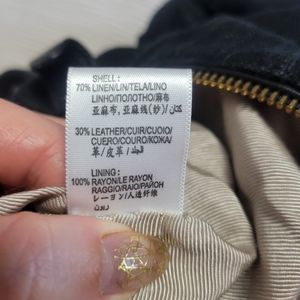 SHELL :
70% LINEN/LIN/TELA/LINO
LINHO/ПОЛОТНО/麻布
亚麻布, 亚麻线(纱)/ كتان
30% LEATHER/CUIR/CUOIO/
CUERO/COURO/КОЖА/
革/皮革/ الجلد
LINING :
100% RAYON/LE RAYON/
RAGGIO/RAIO/РАЙОН
レーヨン/人造纤维
رايون